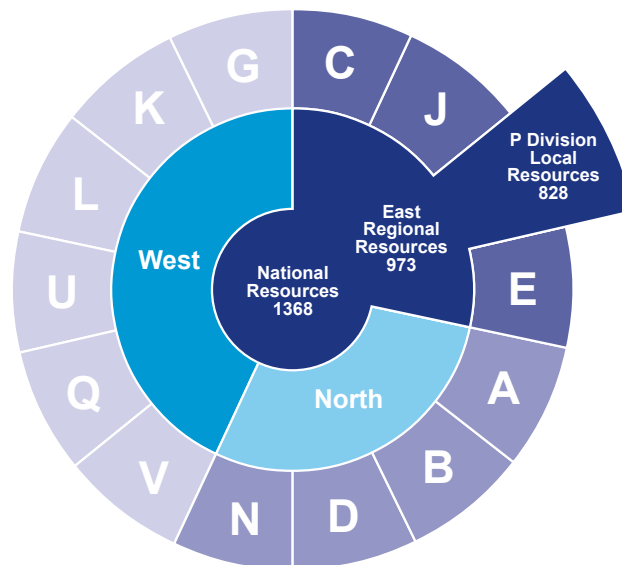 G
C
K
J
P Division
Local
Resources
828
L
East
Regional
Resources
973
West
National
Resources
1368
U
E
Q
North
A
V
B
N
D